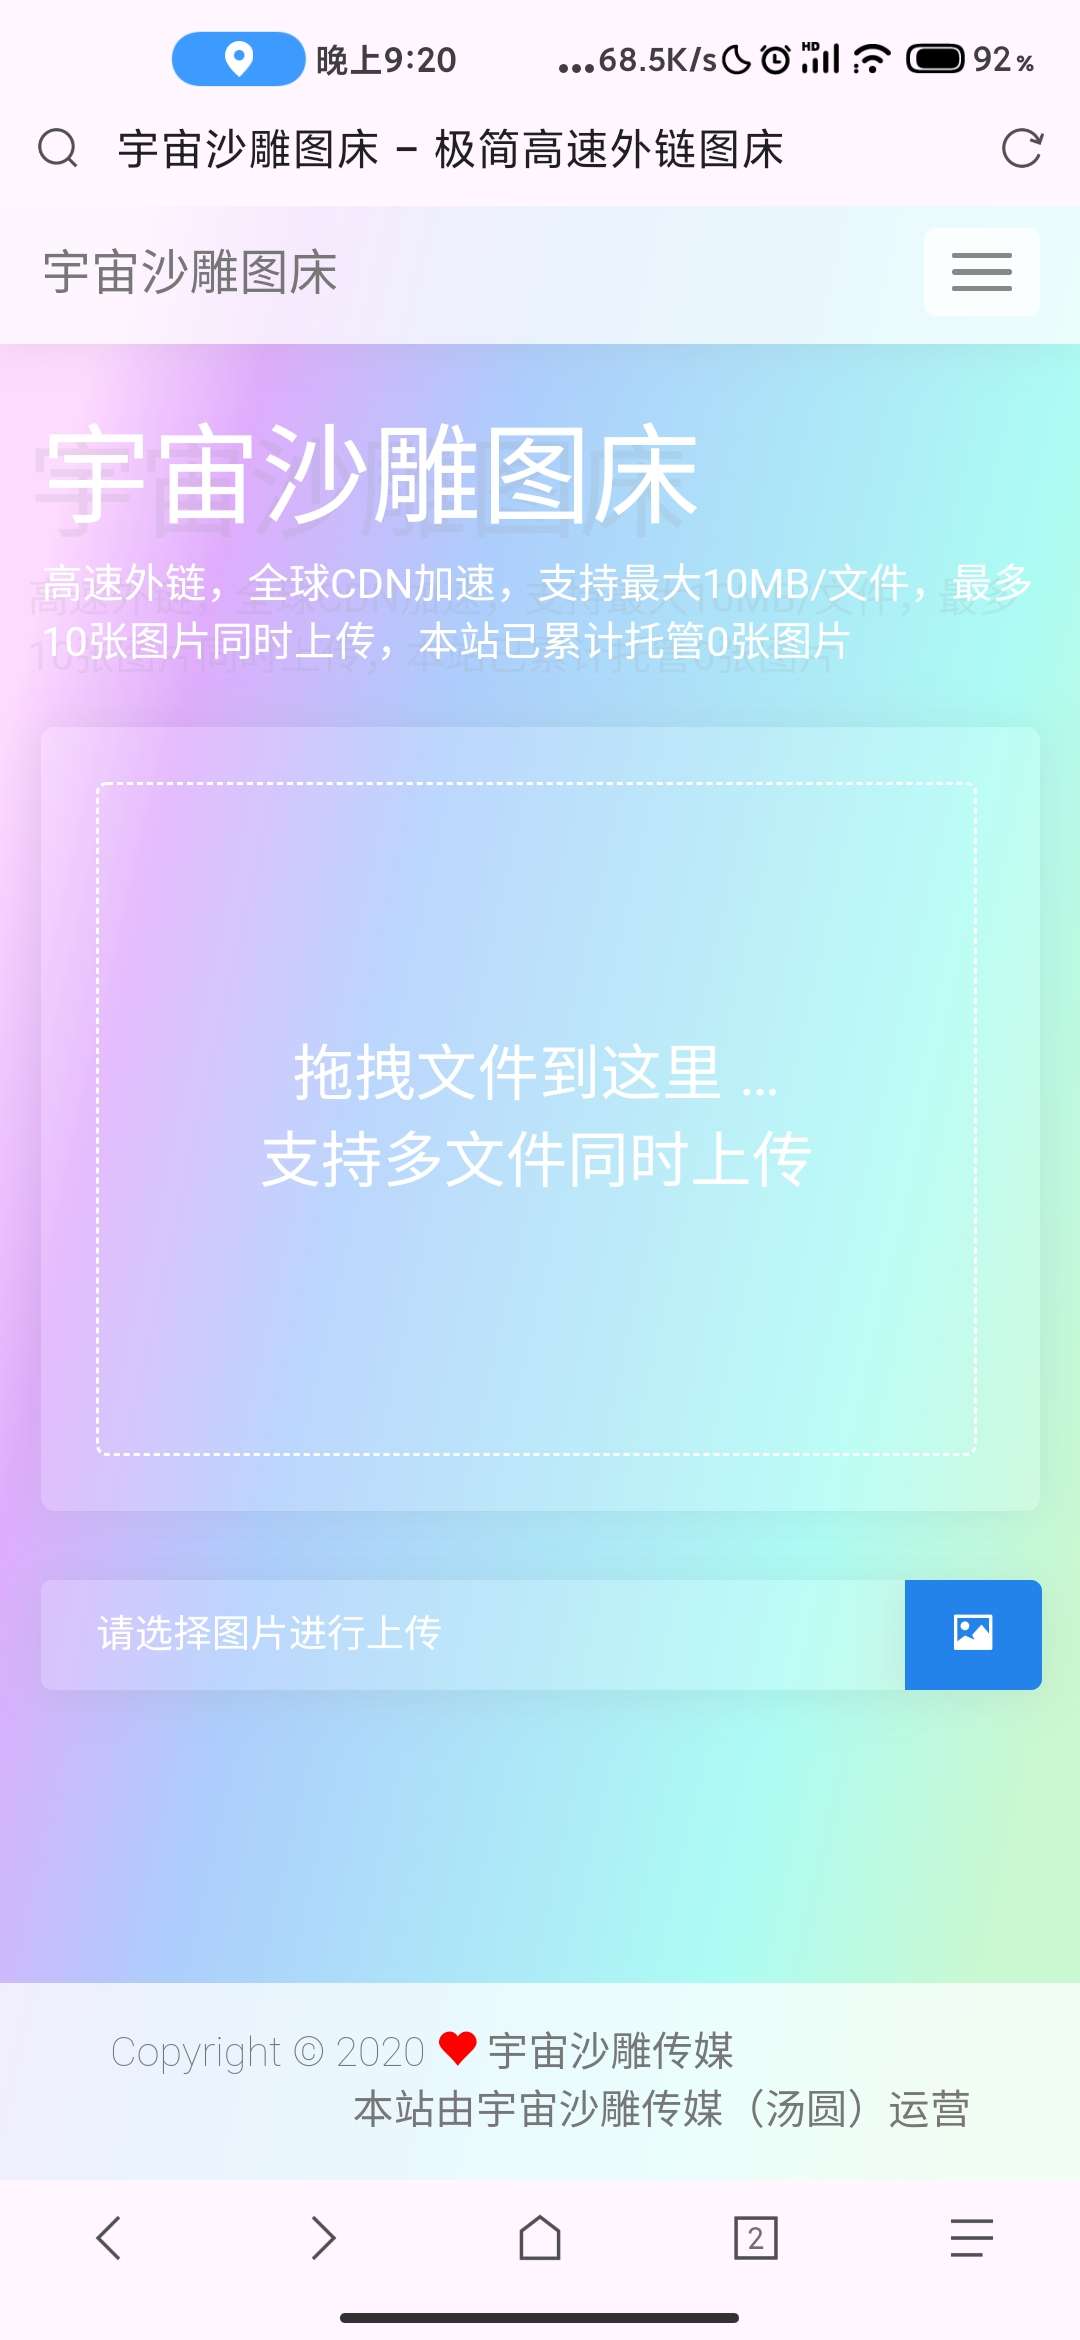 晚上9:20
...68.5K/s
HD
92%
宇宙沙雕图床 – 极简高速外链图床
宇宙沙雕图床
宇宙沙雕图床
高速外链，全球CDN加速，支持最大10MB/文件，最多
10张图片同时上传，本站已累计托管0张图片
拖拽文件到这里 ...
支持多文件同时上传
请选择图片进行上传
Copyright © 2020 ❤ 宇宙沙雕传媒
本站由宇宙沙雕传媒（汤圆）运营
2